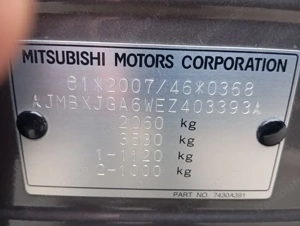 MITSUBISHI MOTORS CORPORATION
e1*2007/46*0368
*JMBXJGA6WEZ403393*
2060 kg
3530 kg
1-1120 kg
2-1000 kg
PART NO 7430A391